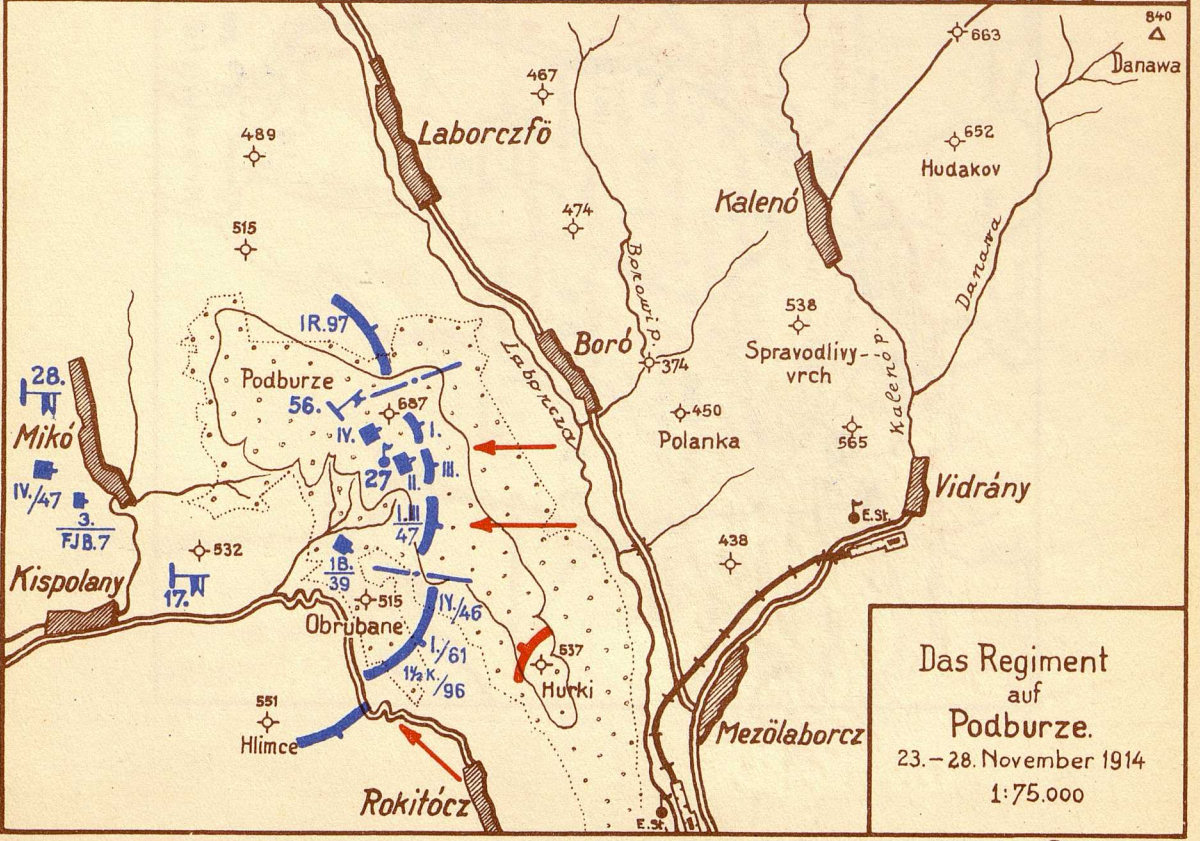 840
Danawa
663
467
Laborczfö
489
652
Hudakov
Kalenó
474
515
Borowi p.
Danawa
IR.97
538
Spravodlivy-
vrch
Kalenó p.
Laborcza
Boró
374
Podburze
28.
56.
687
450
Polanka
565
Mikó
IV.
I.
27
II.
III.
IV./47
Vidrány
E.St.
3.
FJB.7
I.III
47
532
438
1B.
39
Kispolany
17.
515
Obrubane
IV./46
I./61
1½ K.
/96
537
Hurki
551
Hlimce
Mezölaborcz
Rokitócz
E.St.
Das Regiment
auf
Podburze.
23.–28. November 1914
1:75.000